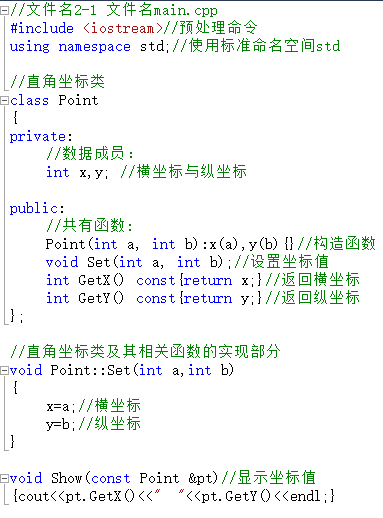 //文件名2-1 文件名main.cpp
#include <iostream>//预处理命令
using namespace std;//使用标准命名空间std
//直角坐标类
class Point
{
private:
//数据成员:
int x,y; //横坐标与纵坐标
public:
//共有函数:
Point(int a, int b):x(a),y(b){}//构造函数
void Set(int a, int b);//设置坐标值
int GetX() const{return x;}//返回横坐标
int GetY() const{return y;}//返回纵坐标
};
//直角坐标类及其相关函数的实现部分
void Point::Set(int a,int b)
{
x=a;//横坐标
y=b;//纵坐标
}
void Show(const Point &pt)//显示坐标值
{cout<<pt.GetX()<<"  "<<pt.GetY()<<endl;}